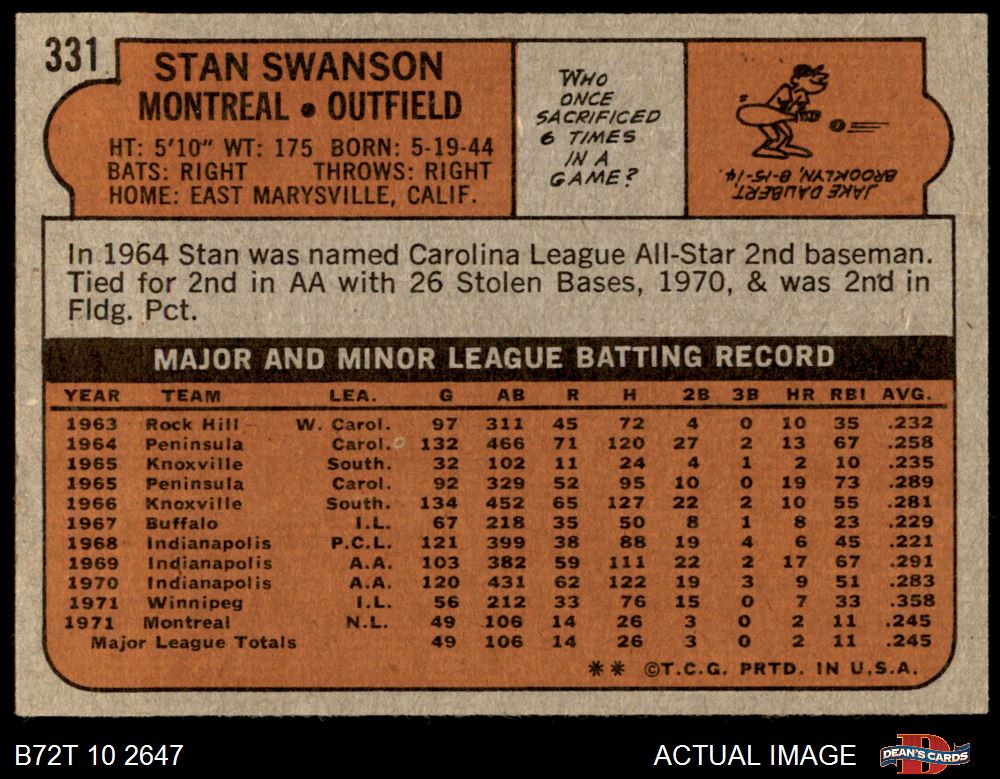 331
STAN SWANSON
MONTREAL • OUTFIELD
HT: 5'10" WT: 175 BORN: 5-19-44
BATS: RIGHT THROWS: RIGHT
HOME: EAST MARYSVILLE, CALIF.
WHO
ONCE
SACRIFICED
6 TIMES
IN A
GAME?
JAKE DAUBERT,
BROOKLYN, 8-15-14.
In 1964 Stan was named Carolina League All-Star 2nd baseman.
Tied for 2nd in AA with 26 Stolen Bases, 1970, & was 2nd in
Fldg. Pct.
MAJOR AND MINOR LEAGUE BATTING RECORD
YEAR TEAM LEA. G AB R H 2B 3B HR RBI AVG.
1963 Rock Hill W. Carol. 97 311 45 72 4 0 10 35 .232
1964 Peninsula Carol. 132 466 71 120 27 2 13 67 .258
1965 Knoxville South. 32 102 11 24 4 1 2 10 .235
1965 Peninsula Carol. 92 329 52 95 10 0 19 73 .289
1966 Knoxville South. 134 452 65 127 22 2 10 55 .281
1967 Buffalo I.L. 67 218 35 50 8 1 8 23 .229
1968 Indianapolis P.C.L. 121 399 38 88 19 4 6 45 .221
1969 Indianapolis A.A. 103 382 59 111 22 2 17 67 .291
1970 Indianapolis A.A. 120 431 62 122 19 3 9 51 .283
1971 Winnipeg I.L. 56 212 33 76 15 0 7 33 .358
1971 Montreal N.L. 49 106 14 26 3 0 2 11 .245
Major League Totals 49 106 14 26 3 0 2 11 .245
** ©T.C.G. PRTD. IN U.S.A.
B72T 10 2647
ACTUAL IMAGE
DEAN'S CARDS